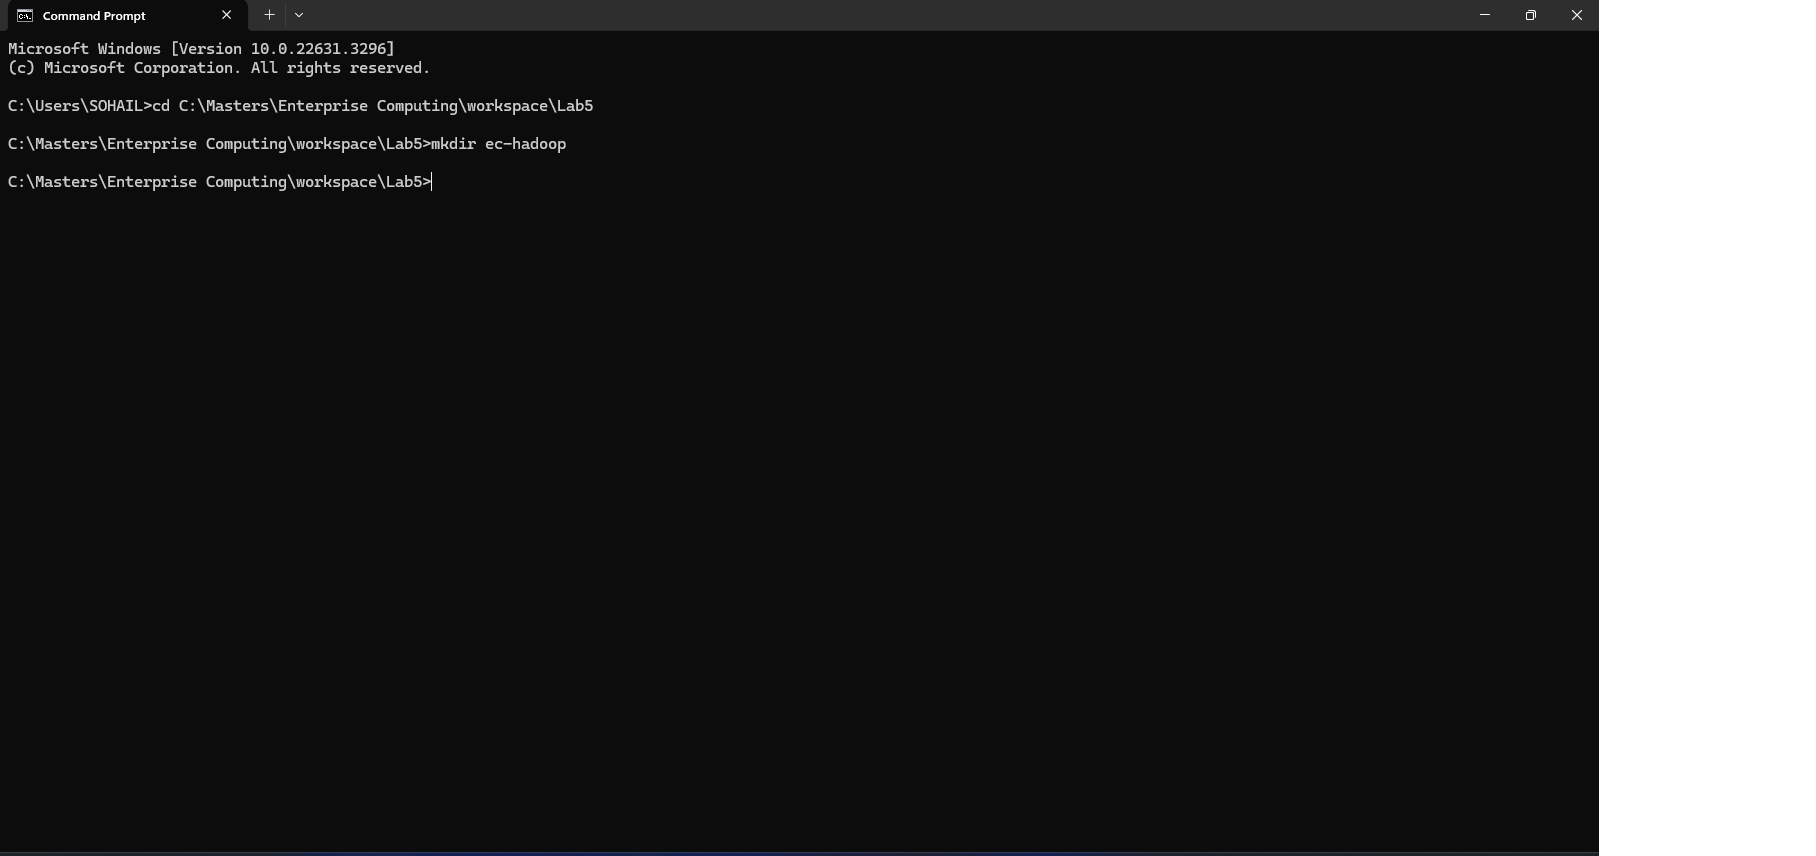 Command Prompt
Microsoft Windows [Version 10.0.22631.3296]
(c) Microsoft Corporation. All rights reserved.
C:\Users\SOHAIL>cd C:\Masters\Enterprise Computing\workspace\Lab5
C:\Masters\Enterprise Computing\workspace\Lab5>mkdir ec-hadoop
C:\Masters\Enterprise Computing\workspace\Lab5>